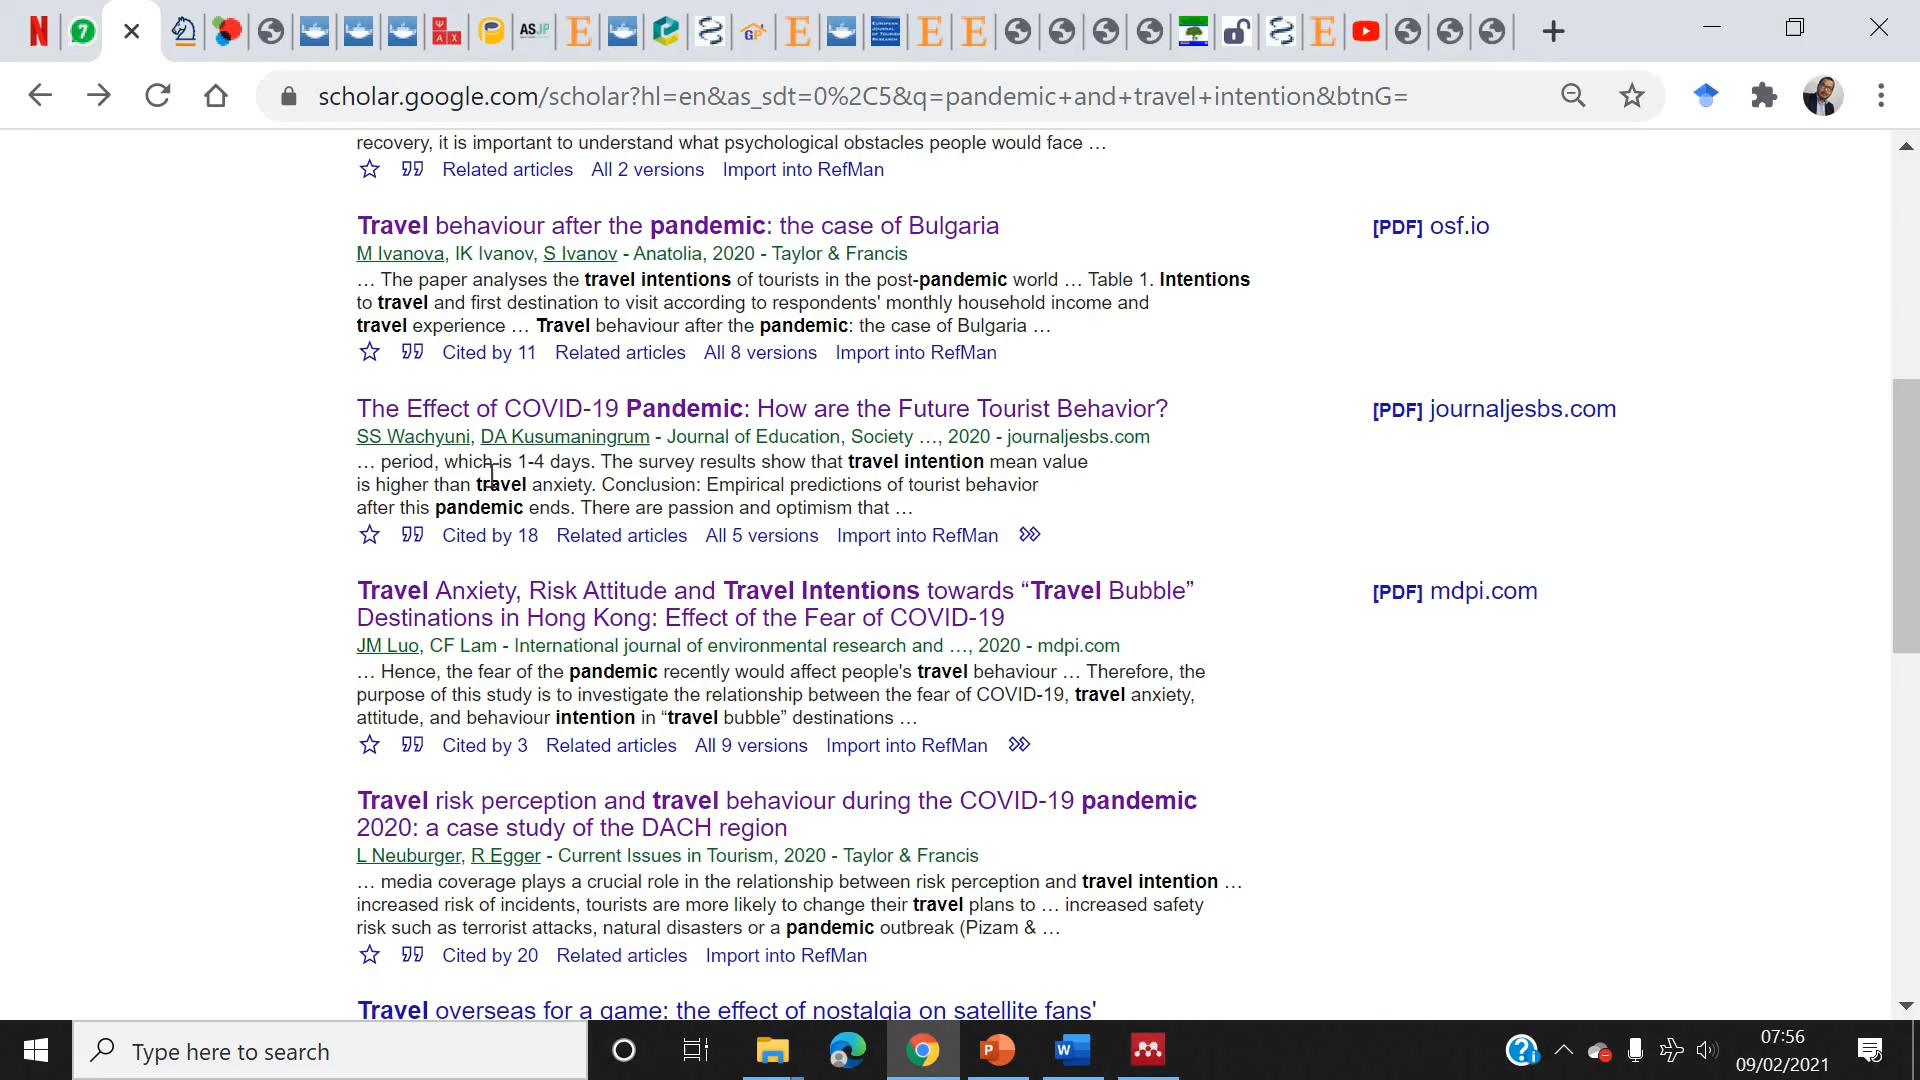 7
ASJP
GP
scholar.google.com/scholar?hl=en&as_sdt=0%2C5&q=pandemic+and+travel+intention&btnG=
recovery, it is important to understand what psychological obstacles people would face …
Related articles All 2 versions Import into RefMan
Travel behaviour after the pandemic: the case of Bulgaria
[PDF] osf.io
M Ivanova, IK Ivanov, S Ivanov - Anatolia, 2020 - Taylor & Francis
… The paper analyses the travel intentions of tourists in the post-pandemic world … Table 1. Intentions
to travel and first destination to visit according to respondents' monthly household income and
travel experience … Travel behaviour after the pandemic: the case of Bulgaria …
Cited by 11 Related articles All 8 versions Import into RefMan
The Effect of COVID-19 Pandemic: How are the Future Tourist Behavior?
[PDF] journaljesbs.com
SS Wachyuni, DA Kusumaningrum - Journal of Education, Society …, 2020 - journaljesbs.com
… period, which is 1-4 days. The survey results show that travel intention mean value
is higher than travel anxiety. Conclusion: Empirical predictions of tourist behavior
after this pandemic ends. There are passion and optimism that …
Cited by 18 Related articles All 5 versions Import into RefMan
Travel Anxiety, Risk Attitude and Travel Intentions towards “Travel Bubble”
Destinations in Hong Kong: Effect of the Fear of COVID-19
[PDF] mdpi.com
JM Luo, CF Lam - International journal of environmental research and …, 2020 - mdpi.com
… Hence, the fear of the pandemic recently would affect people's travel behaviour … Therefore, the
purpose of this study is to investigate the relationship between the fear of COVID-19, travel anxiety,
attitude, and behaviour intention in “travel bubble” destinations …
Cited by 3 Related articles All 9 versions Import into RefMan
Travel risk perception and travel behaviour during the COVID-19 pandemic
2020: a case study of the DACH region
L Neuburger, R Egger - Current Issues in Tourism, 2020 - Taylor & Francis
… media coverage plays a crucial role in the relationship between risk perception and travel intention …
increased risk of incidents, tourists are more likely to change their travel plans to … increased safety
risk such as terrorist attacks, natural disasters or a pandemic outbreak (Pizam & …
Cited by 20 Related articles Import into RefMan
Travel overseas for a game: the effect of nostalgia on satellite fans'
Type here to search
07:56
09/02/2021